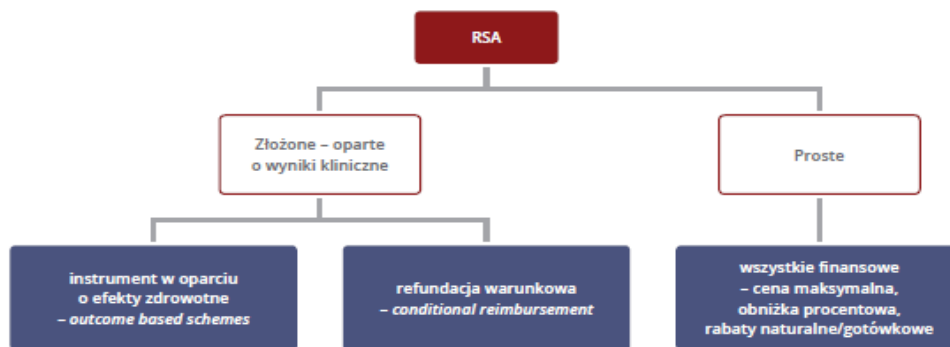 RSA
Złożone – oparte
o wyniki kliniczne
Proste
instrument w oparciu
o efekty zdrowotne
– outcome based schemes
refundacja warunkowa
– conditional reimbursement
wszystkie finansowe
– cena maksymalna,
obniżka procentowa,
rabaty naturalne/gotówkowe